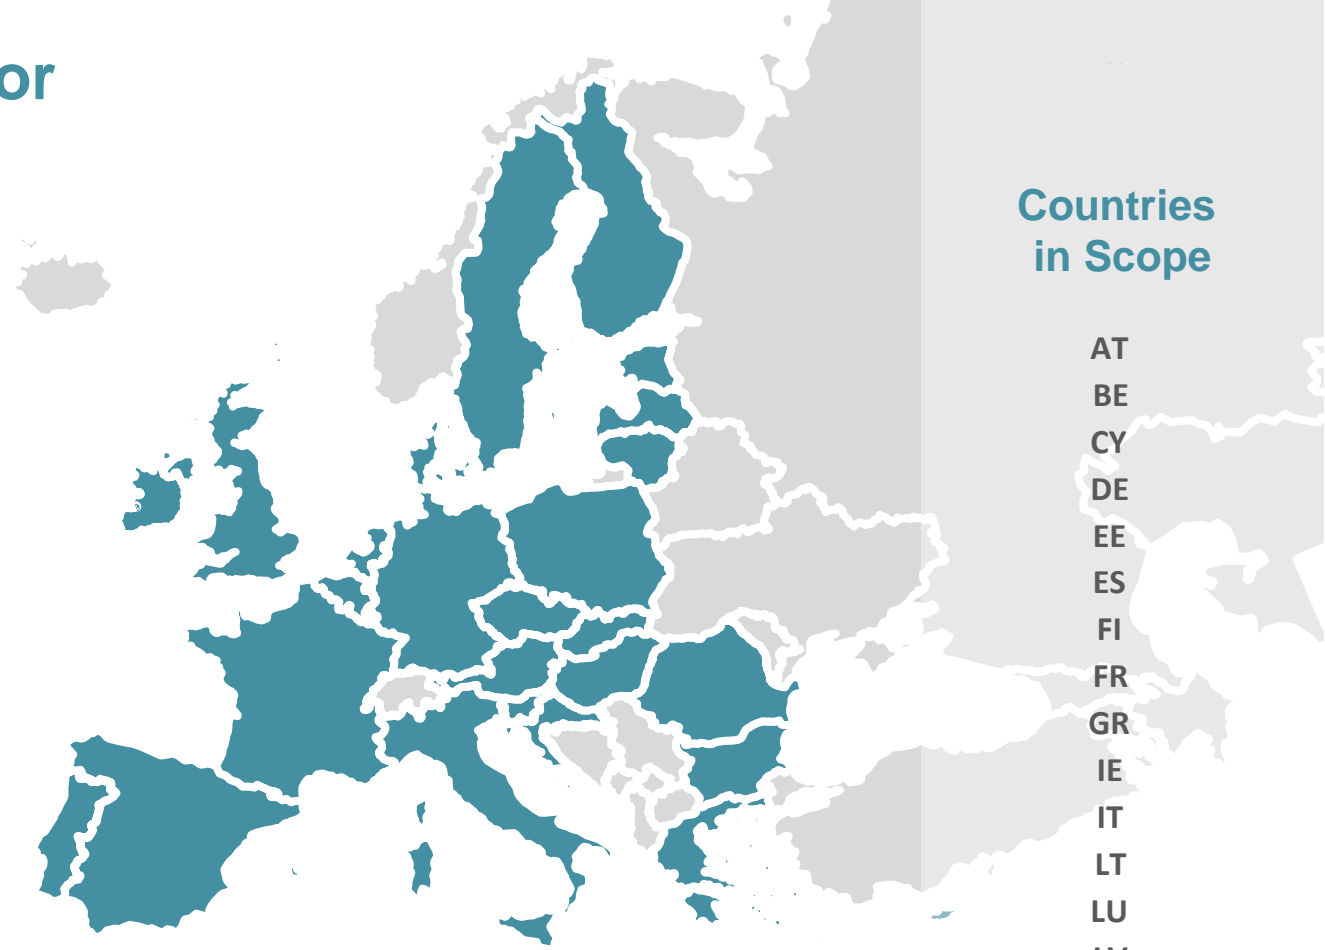 or
Countries
in Scope
AT
BE
CY
DE
EE
ES
FI
FR
GR
IE
IT
LT
LU